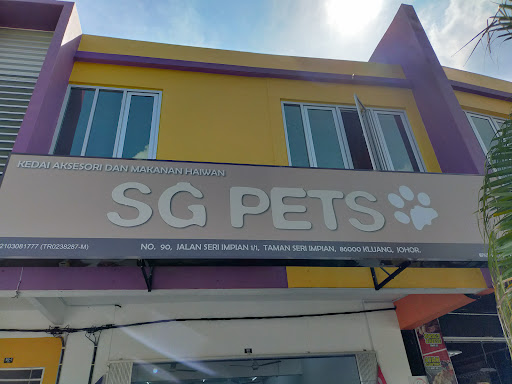 KEDAI AKSESORI DAN MAKANAN HAIWAN
SG PETS
2103081777 (TR0238287-M)
NO. 90, JALAN SERI IMPIAN 1/1, TAMAN SERI IMPIAN, 86000 KLUANG, JOHOR.